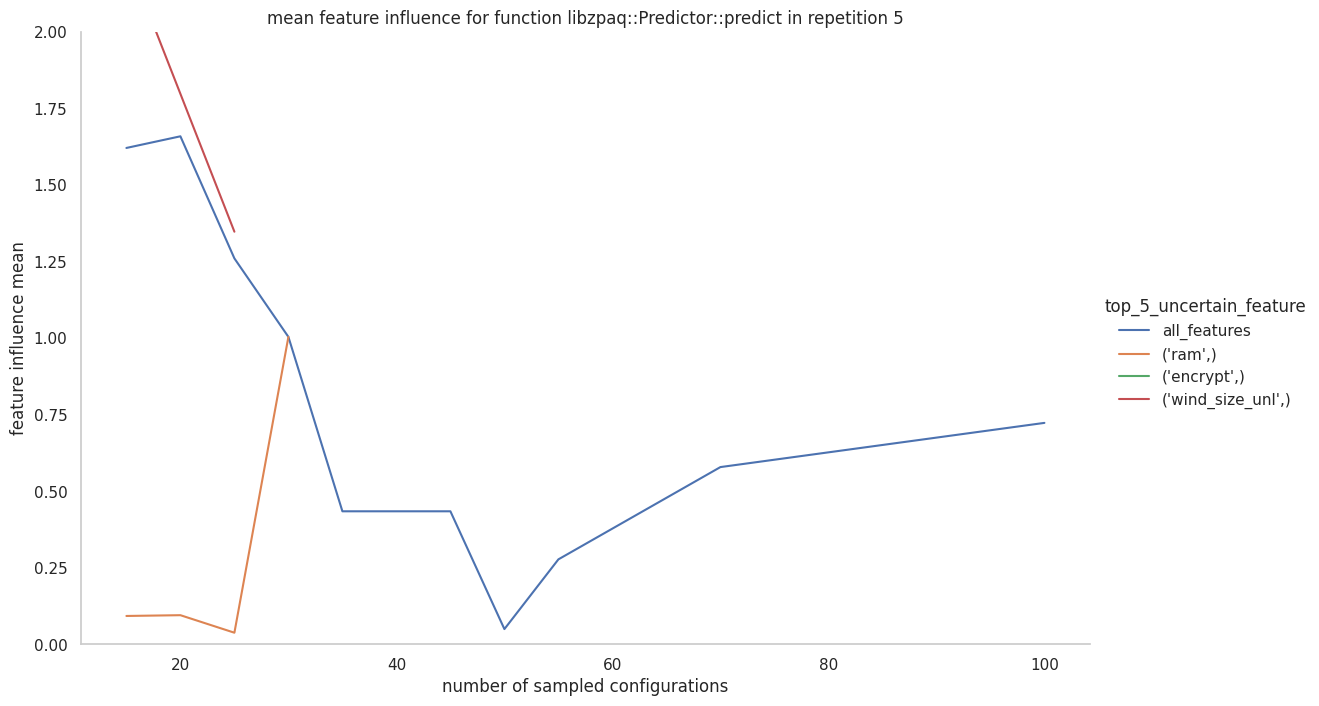 mean feature influence for function libzpaq::Predictor::predict in repetition 5
feature influence mean
2.00
1.75
1.50
1.25
1.00
0.75
0.50
0.25
0.00
20
40
60
80
100
number of sampled configurations
top_5_uncertain_feature
all_features
('ram',)
('encrypt',)
('wind_size_unl',)